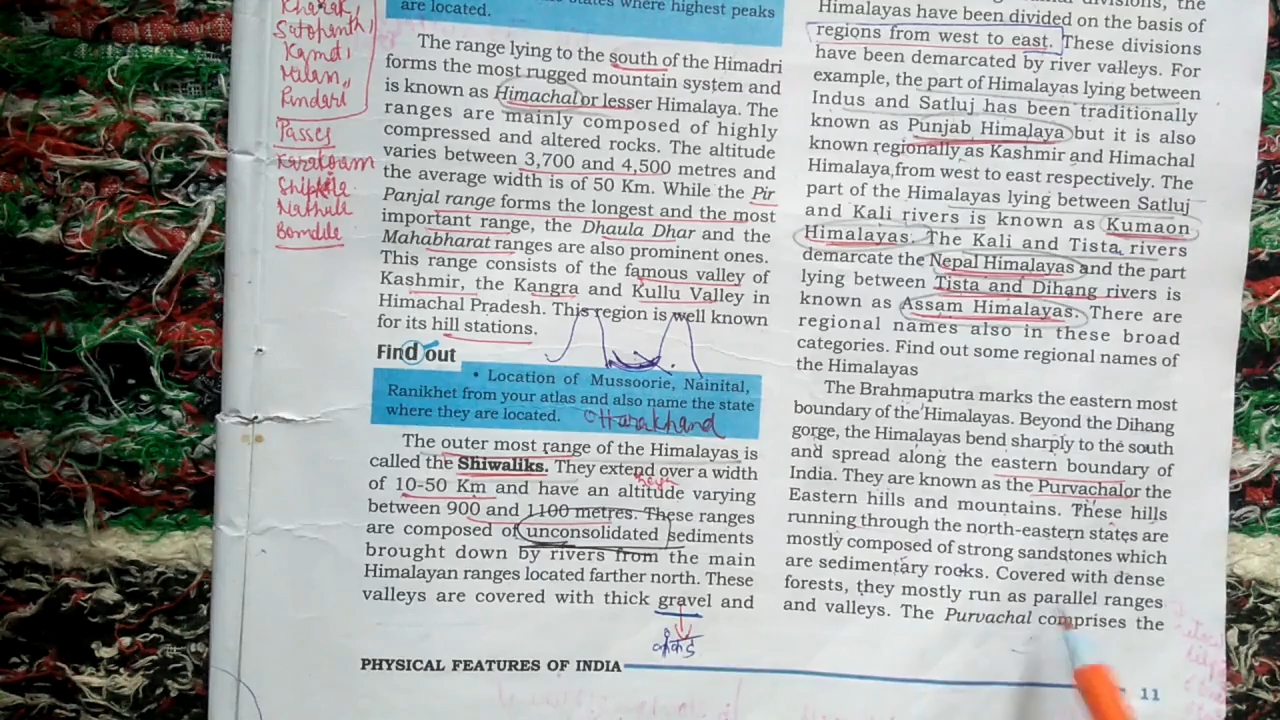 Satopanth,
Milan,
Pindari,
Passes
Karakoram
Shipkila
Nathula
Bomdila
are located.
states where highest peaks
The range lying to the south of the Himadri
forms the most rugged mountain system and
is known as Himachal or lesser Himalaya. The
ranges are mainly composed of highly
compressed and altered rocks. The altitude
varies between 3,700 and 4,500 metres and
the average width is of 50 Km. While the Pir
Panjal range forms the longest and the most
important range, the Dhaula Dhar and the
Mahabharat ranges are also prominent ones.
This range consists of the famous valley of
Kashmir, the Kangra and Kullu Valley in
Himachal Pradesh. This region is well known
for its hill stations.
Find out
• Location of Mussoorie, Nainital,
Ranikhet from your atlas and also name the state
where they are located. Uttarakhand
The outer most range of the Himalayas is
called the Shiwaliks. They extend over a width
of 10-50 Km and have an altitude varying
between 900 and 1100 metres. These ranges
are composed of unconsolidated sediments
brought down by rivers from the main
Himalayan ranges located farther north. These
valleys are covered with thick gravel and
Himalayas have been divided on the basis of
regions from west to east. These divisions
have been demarcated by river valleys. For
example, the part of Himalayas lying between
Indus and Satluj has been traditionally
known as Punjab Himalaya but it is also
known regionally as Kashmir and Himachal
Himalaya from west to east respectively. The
part of the Himalayas lying between Satluj
and Kali rivers is known as Kumaon
Himalayas. The Kali and Tista rivers
demarcate the Nepal Himalayas and the part
lying between Tista and Dihang rivers is
known as Assam Himalayas. There are
regional names also in these broad
categories. Find out some regional names of
the Himalayas
The Brahmaputra marks the eastern most
boundary of the Himalayas. Beyond the Dihang
gorge, the Himalayas bend sharply to the south
and spread along the eastern boundary of
India. They are known as the Purvachal or the
Eastern hills and mountains. These hills
running through the north-eastern states are
mostly composed of strong sandstones which
are sedimentary rocks. Covered with dense
forests, they mostly run as parallel ranges
and valleys. The Purvachal comprises the
PHYSICAL FEATURES OF INDIA
11